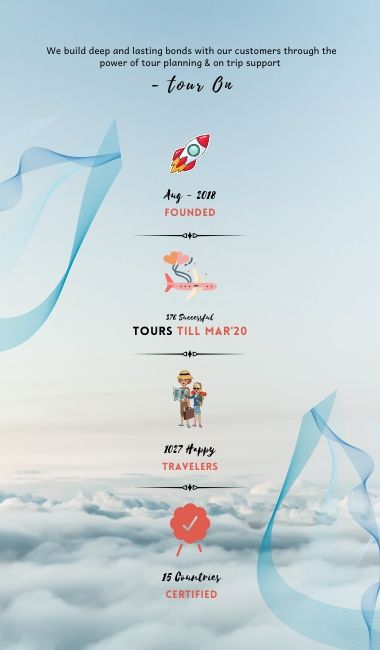 We build deep and lasting bonds with our customers through the
power of tour planning & on trip support
- tour On
Aug - 2018
FOUNDED
376 Successful
TOURS TILL MAR'20
1027 Happy
TRAVELERS
15 Countries
CERTIFIED